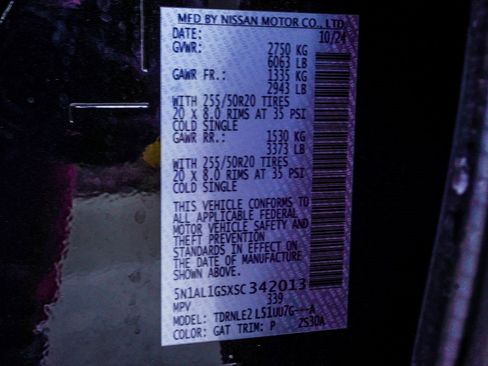 MFD BY NISSAN MOTOR CO., LTD
DATE: 10/24
GVWR: 2750 KG
6063 LB
GAWR FR.: 1335 KG
2943 LB
WITH 255/50R20 TIRES
20 X 8.0 RIMS AT 35 PSI
COLD SINGLE
GAWR RR.: 1530 KG
3373 LB
WITH 255/50R20 TIRES
20 X 8.0 RIMS AT 35 PSI
COLD SINGLE
THIS VEHICLE CONFORMS TO
ALL APPLICABLE FEDERAL
MOTOR VEHICLE SAFETY AND
THEFT PREVENTION
STANDARDS IN EFFECT ON
THE DATE OF MANUFACTURE
SHOWN ABOVE.
5N1AL1GSXSC342013
MPV 339
MODEL: TDRNLE2 L51UU7G---A
COLOR: GAT TRIM: P 2S30A